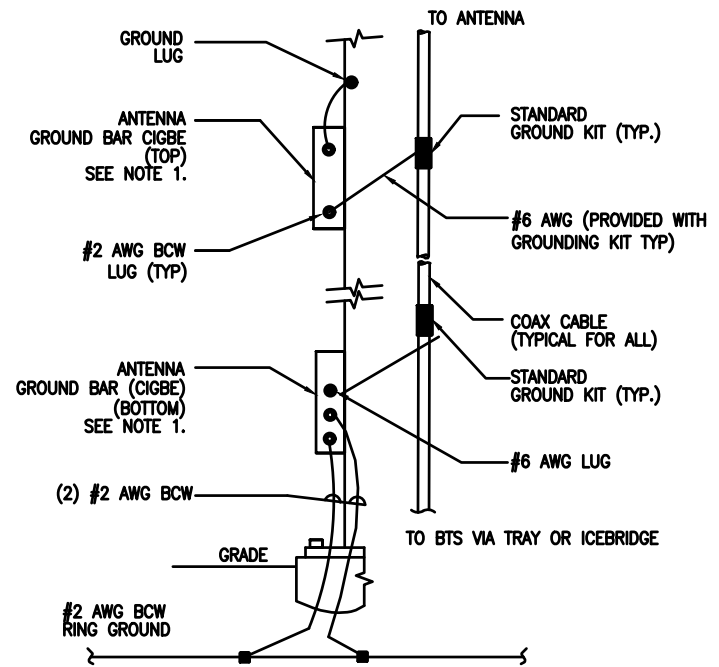 TO ANTENNA
GROUND
LUG
ANTENNA
GROUND BAR CIGBE
(TOP)
SEE NOTE 1.
STANDARD
GROUND KIT (TYP.)
#6 AWG (PROVIDED WITH
GROUNDING KIT TYP)
#2 AWG BCW
LUG (TYP)
COAX CABLE
(TYPICAL FOR ALL)
ANTENNA
GROUND BAR (CIGBE)
(BOTTOM)
SEE NOTE 1.
STANDARD
GROUND KIT (TYP.)
#6 AWG LUG
(2) #2 AWG BCW
TO BTS VIA TRAY OR ICEBRIDGE
GRADE
#2 AWG BCW
RING GROUND